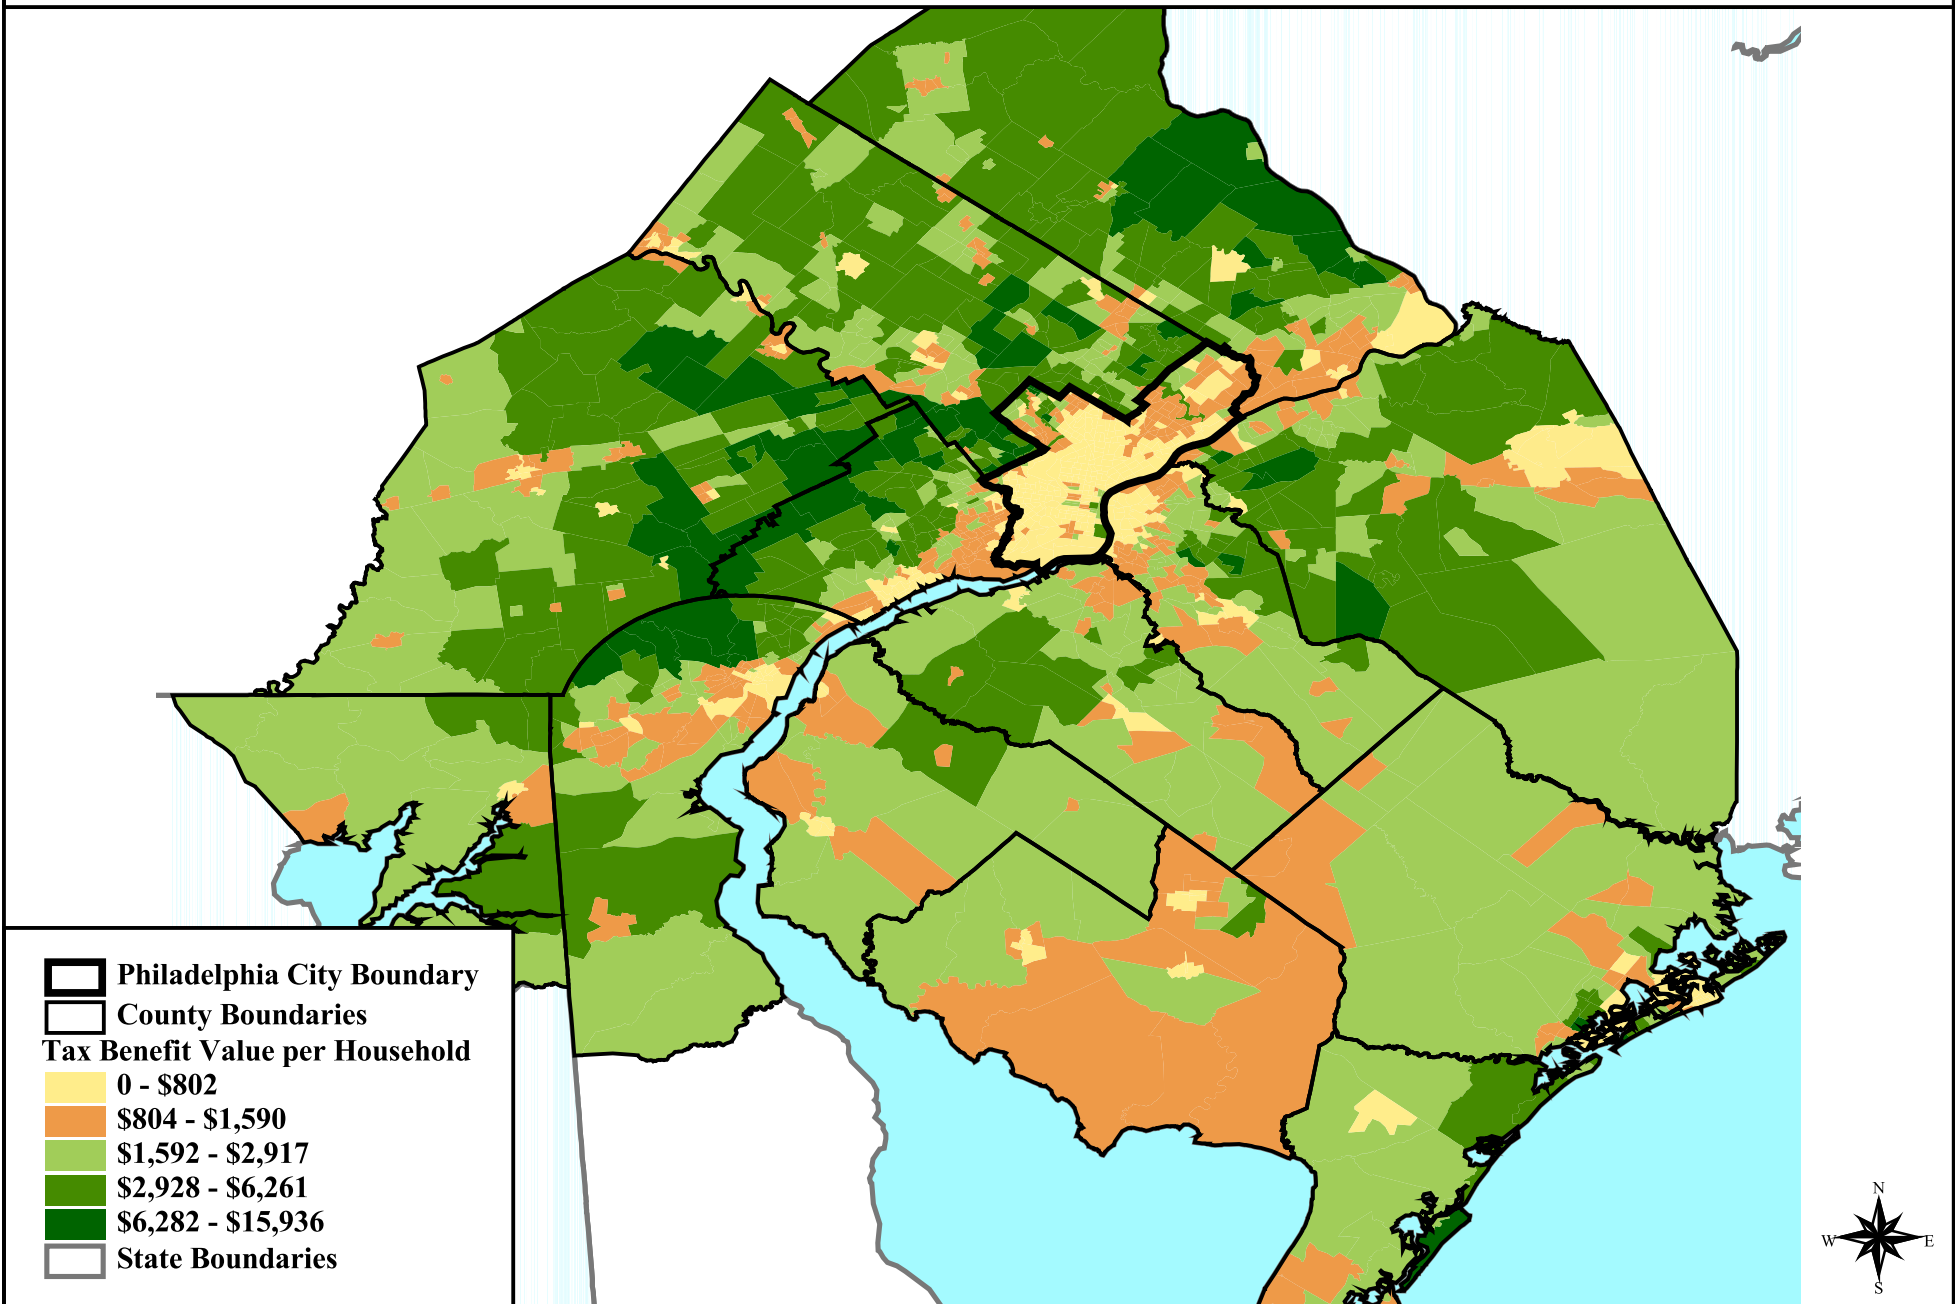 Philadelphia City Boundary
County Boundaries
Tax Benefit Value per Household
0 - $802
$804 - $1,590
$1,592 - $2,917
$2,928 - $6,261
$6,282 - $15,936
State Boundaries
N
W E
S